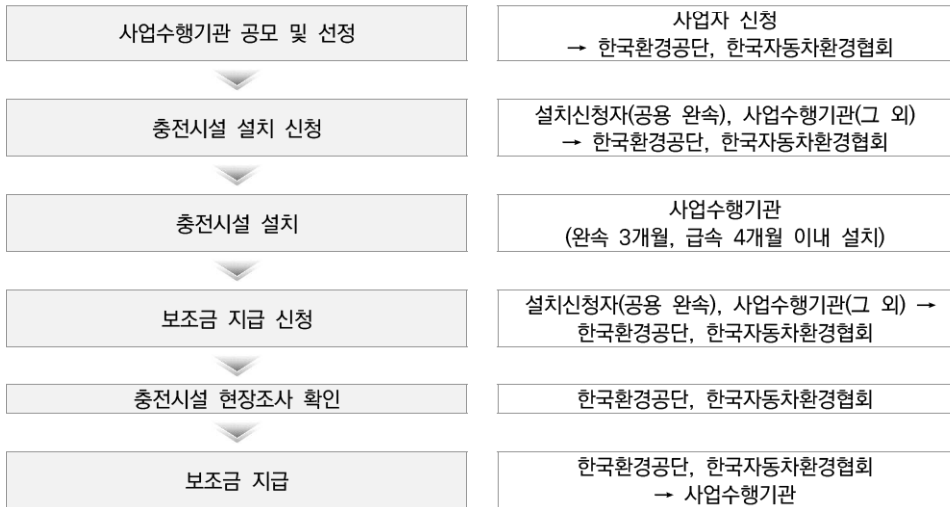 사업수행기관 공모 및 선정
사업자 신청
→ 한국환경공단, 한국자동차환경협회
충전시설 설치 신청
설치신청자(공용 완속), 사업수행기관(그 외)
→ 한국환경공단, 한국자동차환경협회
충전시설 설치
사업수행기관
(완속 3개월, 급속 4개월 이내 설치)
보조금 지급 신청
설치신청자(공용 완속), 사업수행기관(그 외) →
한국환경공단, 한국자동차환경협회
충전시설 현장조사 확인
한국환경공단, 한국자동차환경협회
보조금 지급
한국환경공단, 한국자동차환경협회
→ 사업수행기관